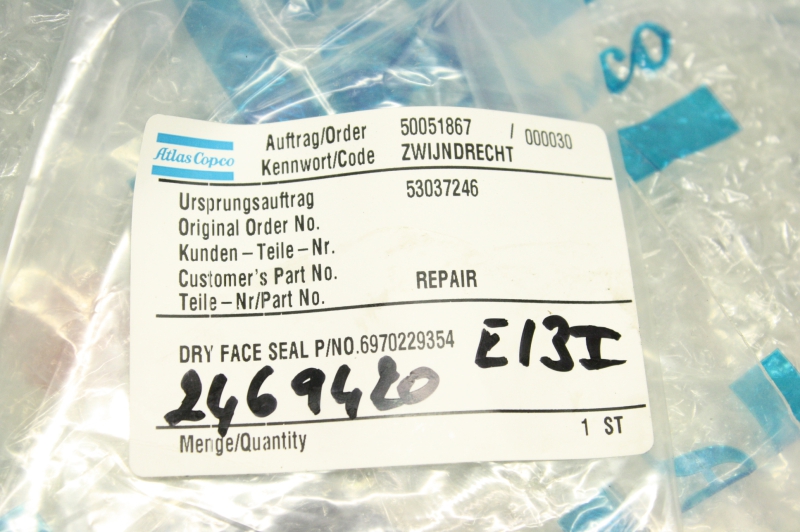 Atlas Copco
Auftrag/Order 50051867 / 000030
Kennwort/Code ZWIJNDRECHT
Ursprungsauftrag 53037246
Original Order No.
Kunden-Teile-Nr.
Customer's Part No. REPAIR
Teile-Nr/Part No.
DRY FACE SEAL P/NO.6970229354 E13I
2469420
Menge/Quantity 1 ST
co